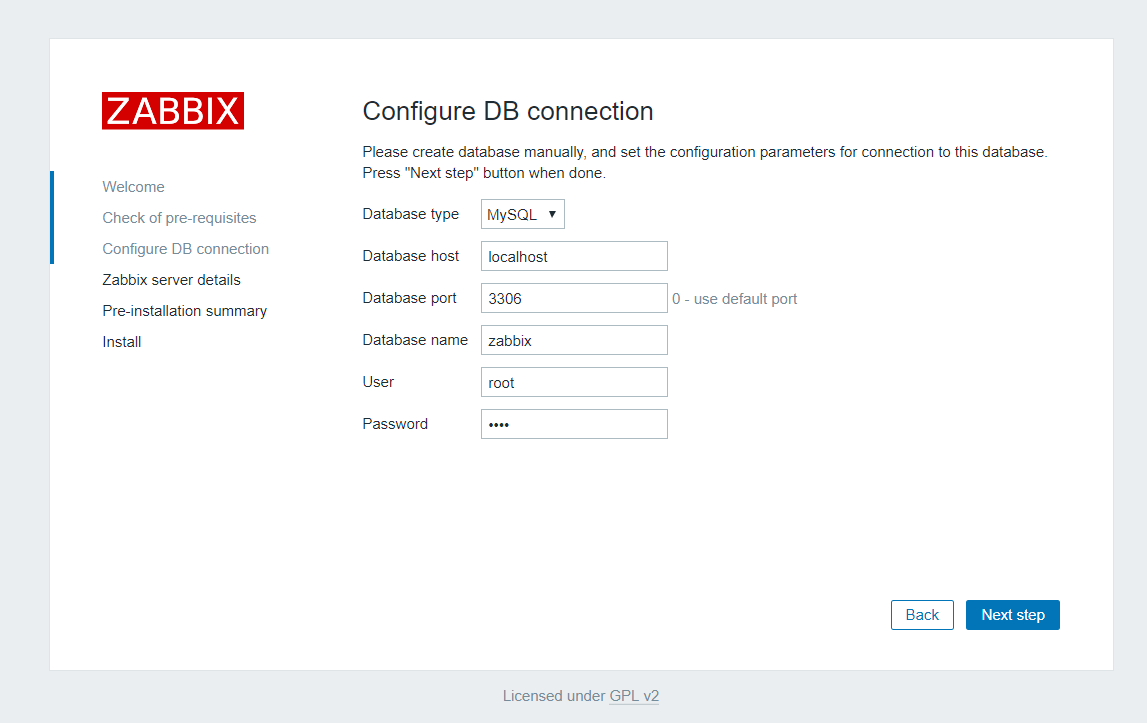 ZABBIX
Welcome
Check of pre-requisites
Configure DB connection
Zabbix server details
Pre-installation summary
Install
Configure DB connection
Please create database manually, and set the configuration parameters for connection to this database.
Press "Next step" button when done.
Database type MySQL ▼
Database host localhost
Database port 3306 0 - use default port
Database name zabbix
User root
Password ••••
Back Next step
Licensed under GPL v2